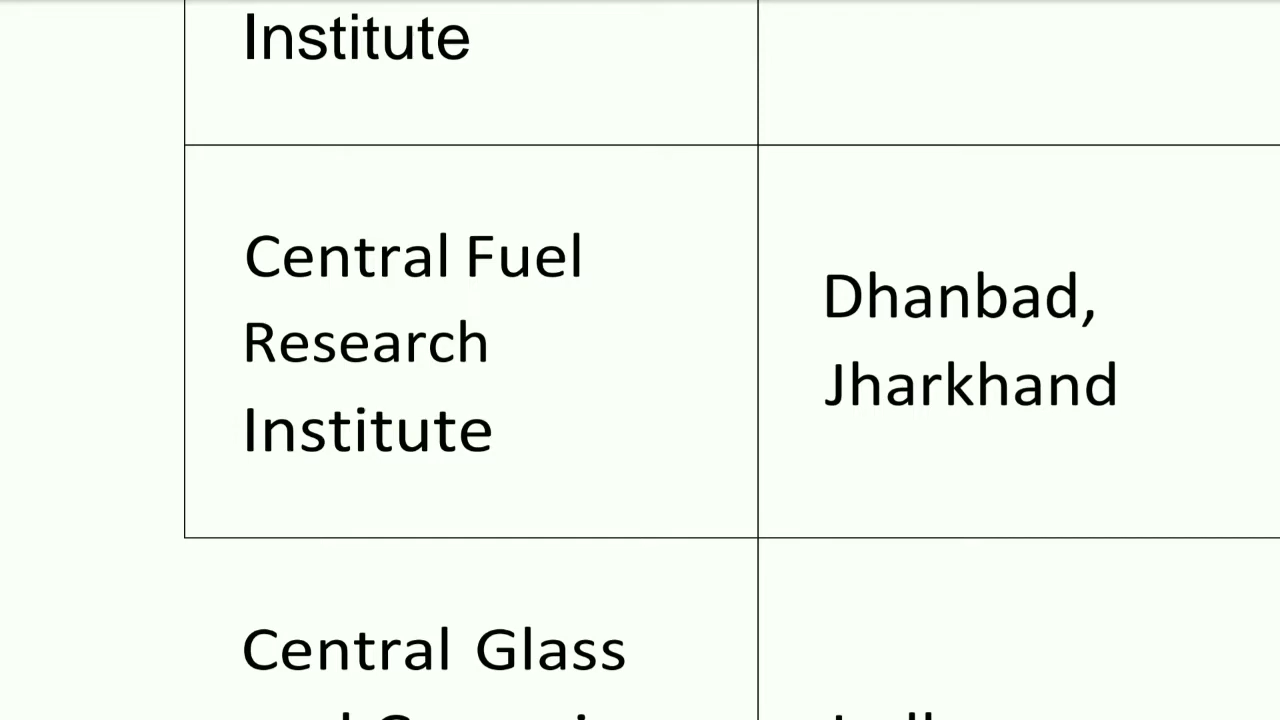 Institute
Central Fuel
Research
Institute
Dhanbad,
Jharkhand
Central Glass